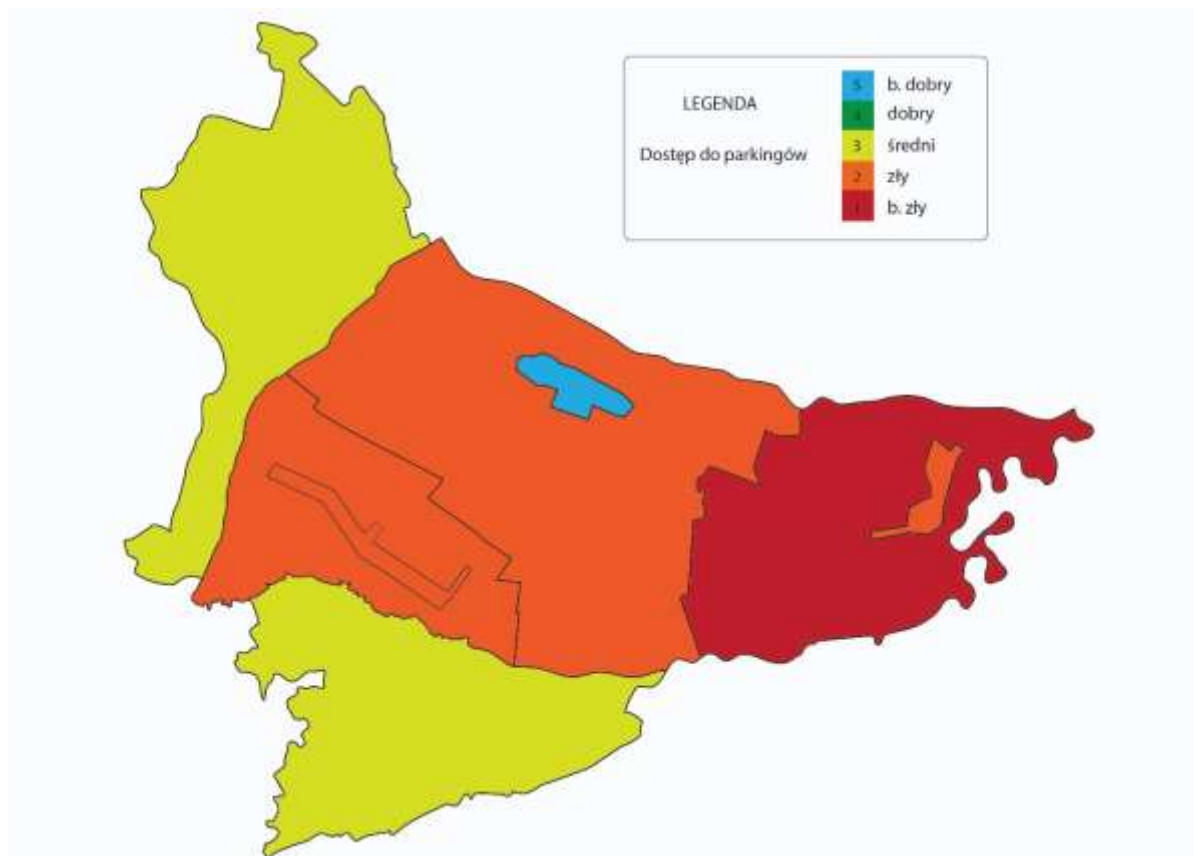 LEGENDA
Dostęp do parkingów
5 b. dobry
4 dobry
3 średni
2 zły
1 b. zły